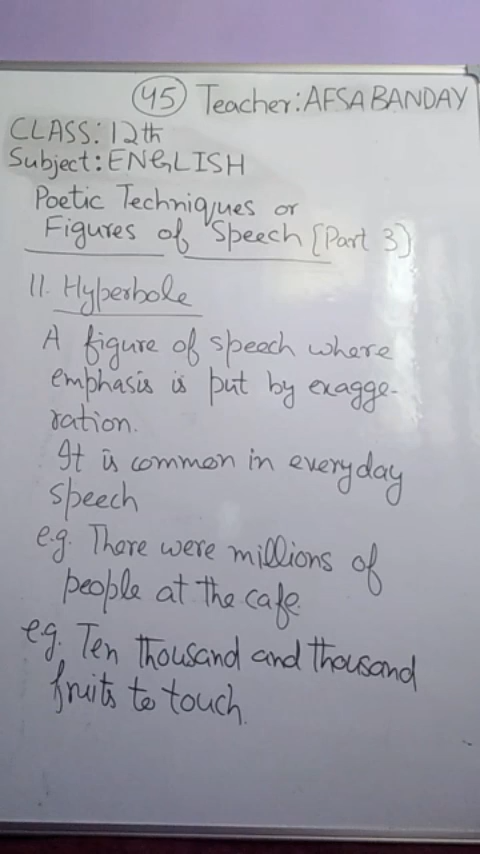 45 Teacher: AFSA BANDAY
CLASS: 12th
Subject: ENGLISH
Poetic Techniques or
Figures of Speech [Part 3]
11. Hyperbole
A figure of speech where
emphasis is put by exagge-
ration.
It is common in everyday
speech
e.g. There were millions of
people at the cafe.
e.g. Ten thousand and thousand
fruits to touch.